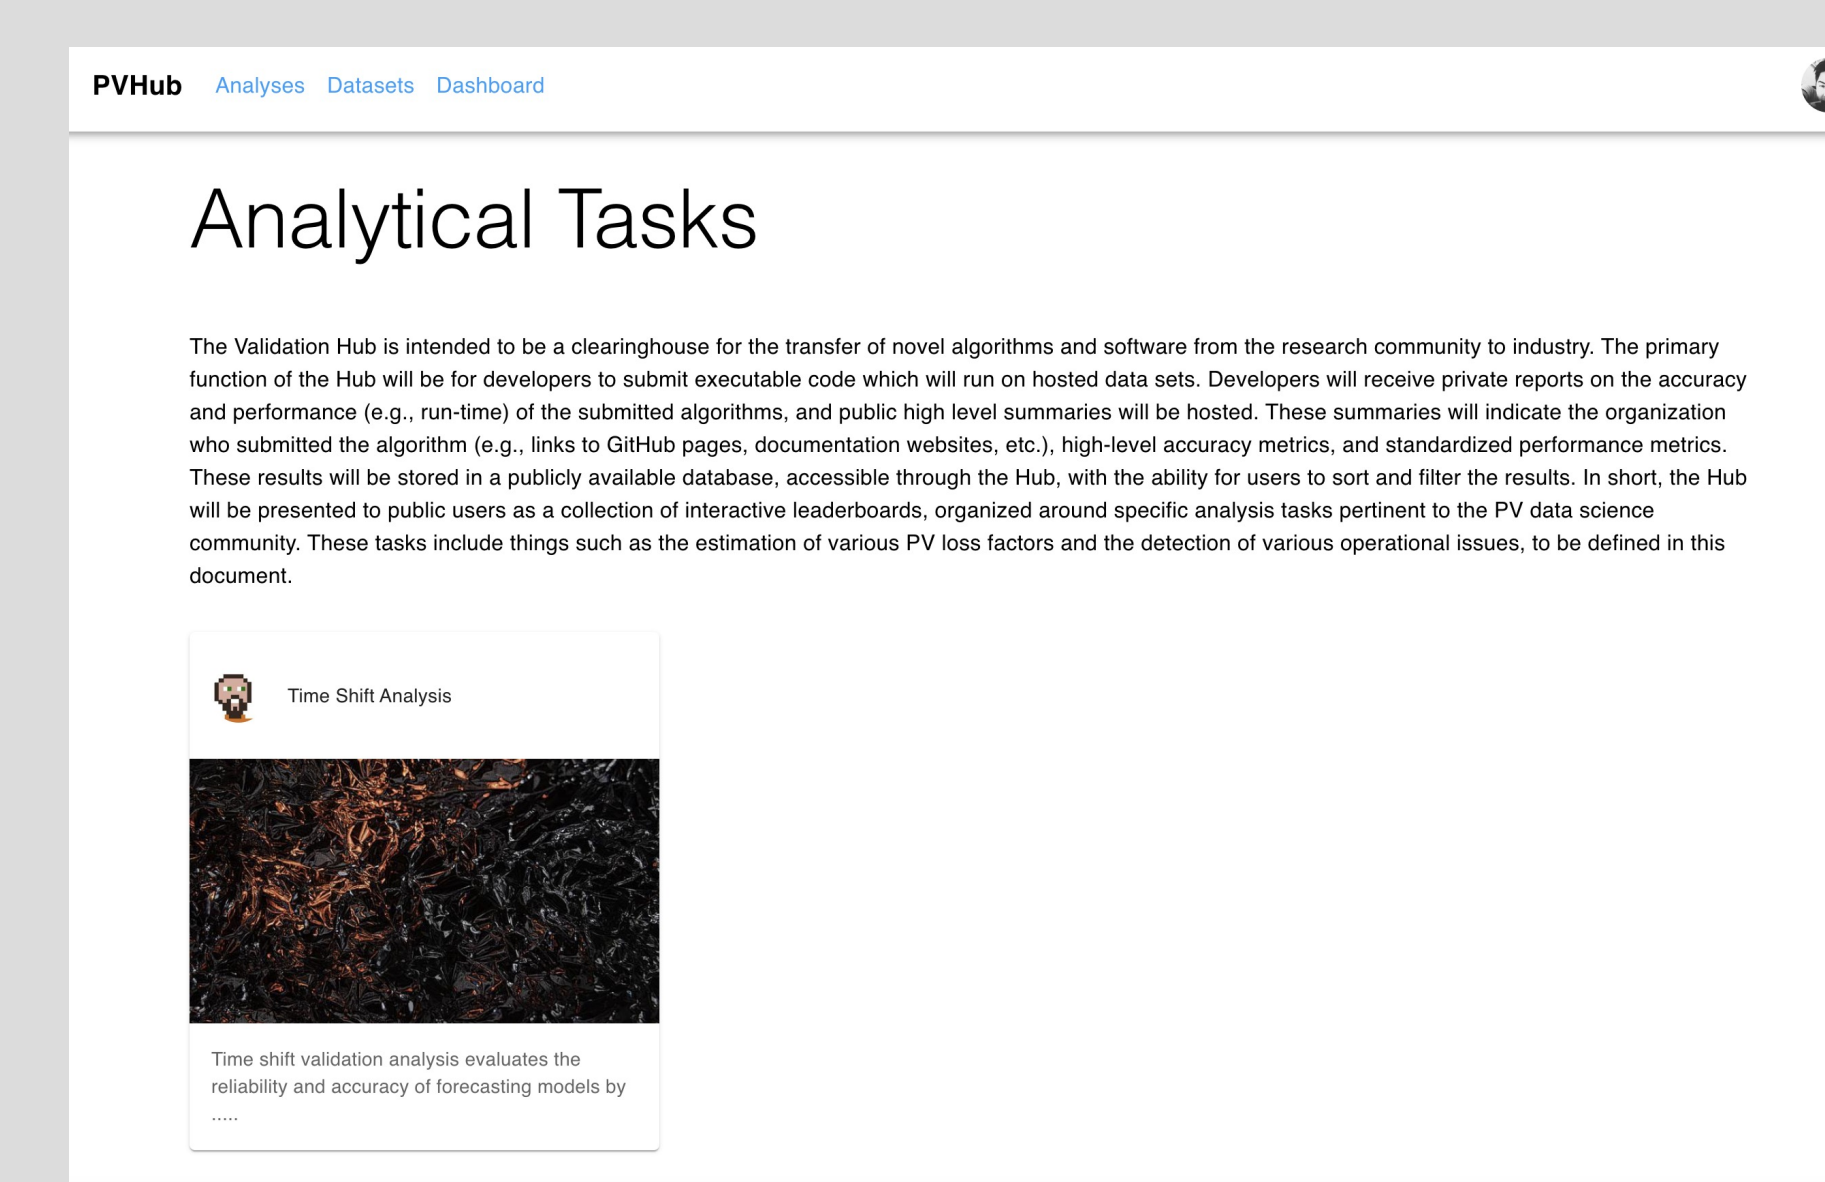 PVHub Analyses Datasets Dashboard
Analytical Tasks
The Validation Hub is intended to be a clearinghouse for the transfer of novel algorithms and software from the research community to industry. The primary
function of the Hub will be for developers to submit executable code which will run on hosted data sets. Developers will receive private reports on the accuracy
and performance (e.g., run-time) of the submitted algorithms, and public high level summaries will be hosted. These summaries will indicate the organization
who submitted the algorithm (e.g., links to GitHub pages, documentation websites, etc.), high-level accuracy metrics, and standardized performance metrics.
These results will be stored in a publicly available database, accessible through the Hub, with the ability for users to sort and filter the results. In short, the Hub
will be presented to public users as a collection of interactive leaderboards, organized around specific analysis tasks pertinent to the PV data science
community. These tasks include things such as the estimation of various PV loss factors and the detection of various operational issues, to be defined in this
document.
Time Shift Analysis
Time shift validation analysis evaluates the
reliability and accuracy of forecasting models by
.....